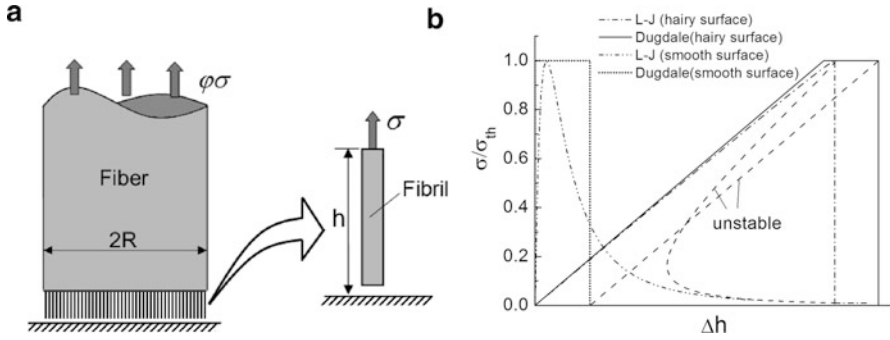 a
φσ
Fiber
2R
σ
h
Fibril
b
L-J (hairy surface)
Dugdale(hairy surface)
L-J (smooth surface)
Dugdale(smooth surface)
1.0
0.8
0.6
0.4
0.2
0.0
σ/σth
unstable
Δh